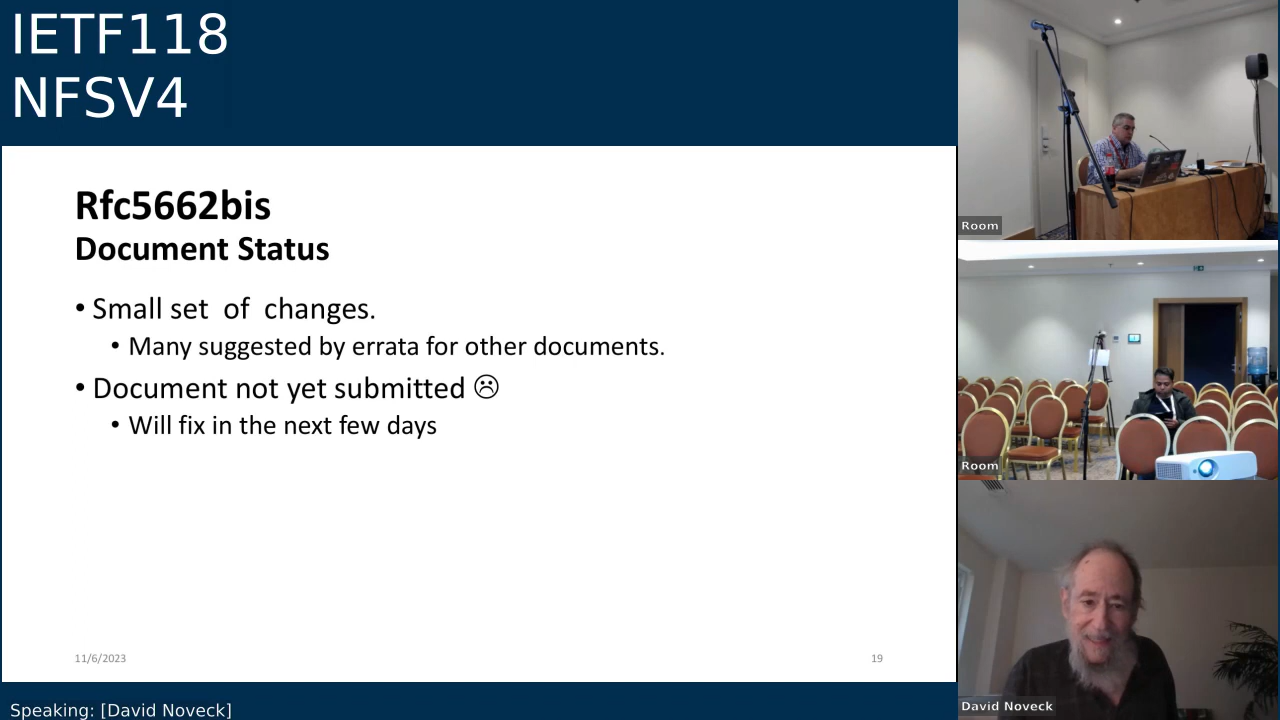 IETF118
NFSV4
Rfc5662bis
Document Status
• Small set  of  changes.
• Many suggested by errata for other documents.
• Document not yet submitted ☹
• Will fix in the next few days
11/6/2023
19
Speaking: [David Noveck]
Room
Room
David Noveck